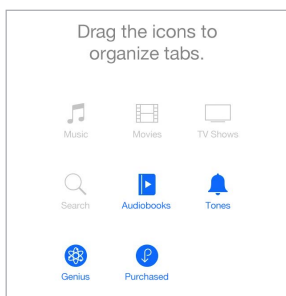 Drag the icons to
organize tabs.
Music Movies TV Shows
Search Audiobooks Tones
Genius Purchased